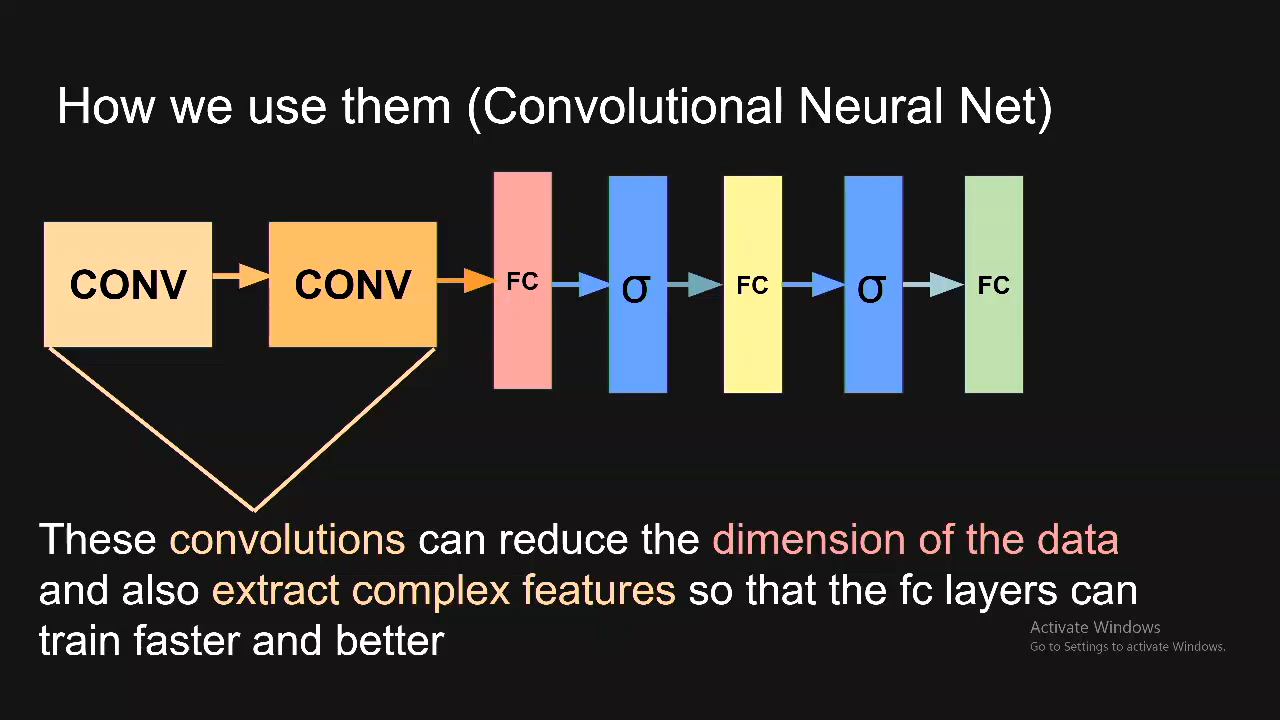 How we use them (Convolutional Neural Net)
CONV
CONV
FC
σ
FC
σ
FC
These convolutions can reduce the dimension of the data
and also extract complex features so that the fc layers can
train faster and better
Activate Windows
Go to Settings to activate Windows.